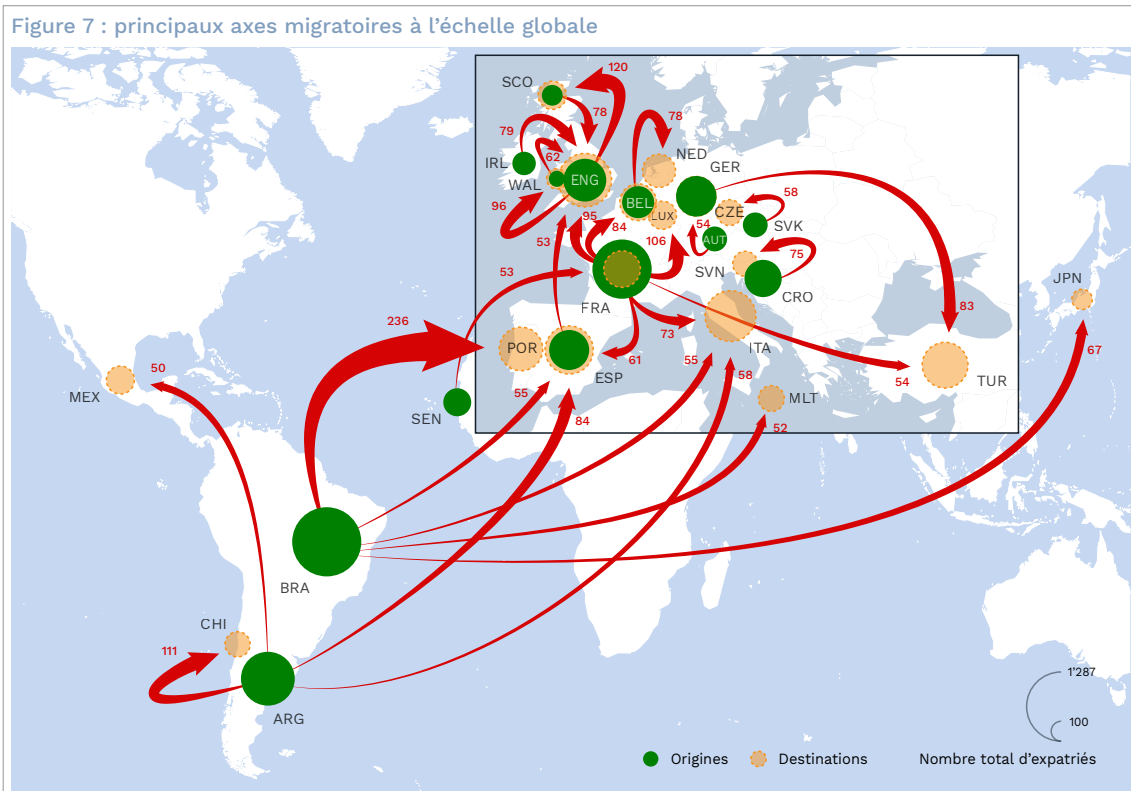 Figure 7 : principaux axes migratoires à l’échelle globale
120
SCO
78
78
79
NED
IRL
62
GER
WAL
ENG
58
BEL
CZE
96
95
84
LUX
54
SVK
53
106
AUT
75
53
SVN
JPN
CRO
FRA
83
236
73
67
POR
ITA
61
55
50
ESP
58
54
TUR
MEX
55
MLT
SEN
84
52
BRA
CHI
111
1’287
ARG
100
Origines
Destinations
Nombre total d’expatriés